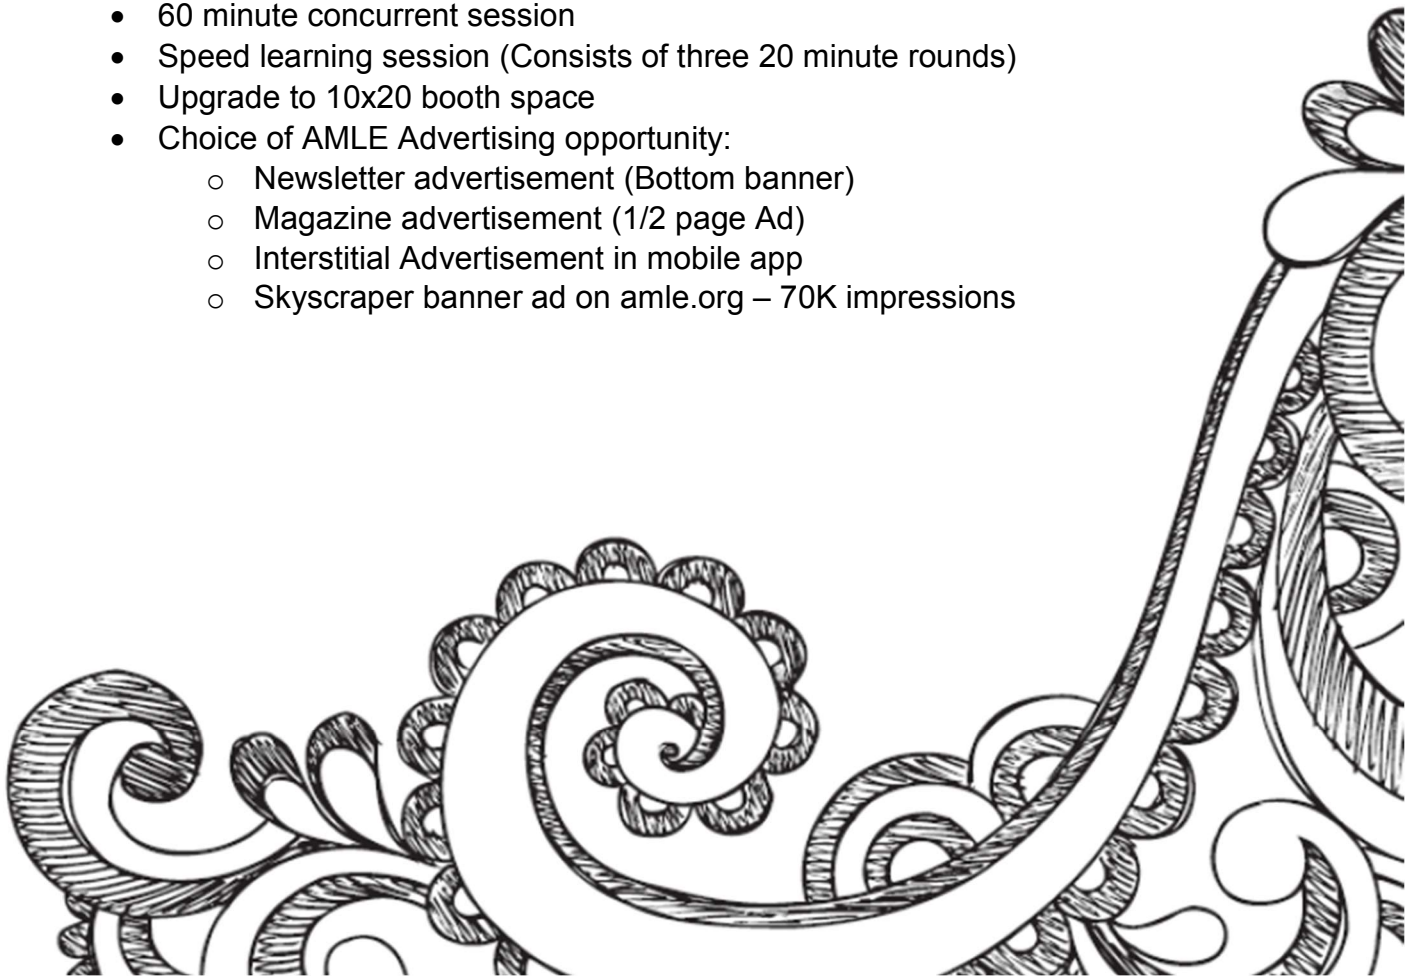 • 60 minute concurrent session
• Speed learning session (Consists of three 20 minute rounds)
• Upgrade to 10x20 booth space
• Choice of AMLE Advertising opportunity:
o Newsletter advertisement (Bottom banner)
o Magazine advertisement (1/2 page Ad)
o Interstitial Advertisement in mobile app
o Skyscraper banner ad on amle.org – 70K impressions